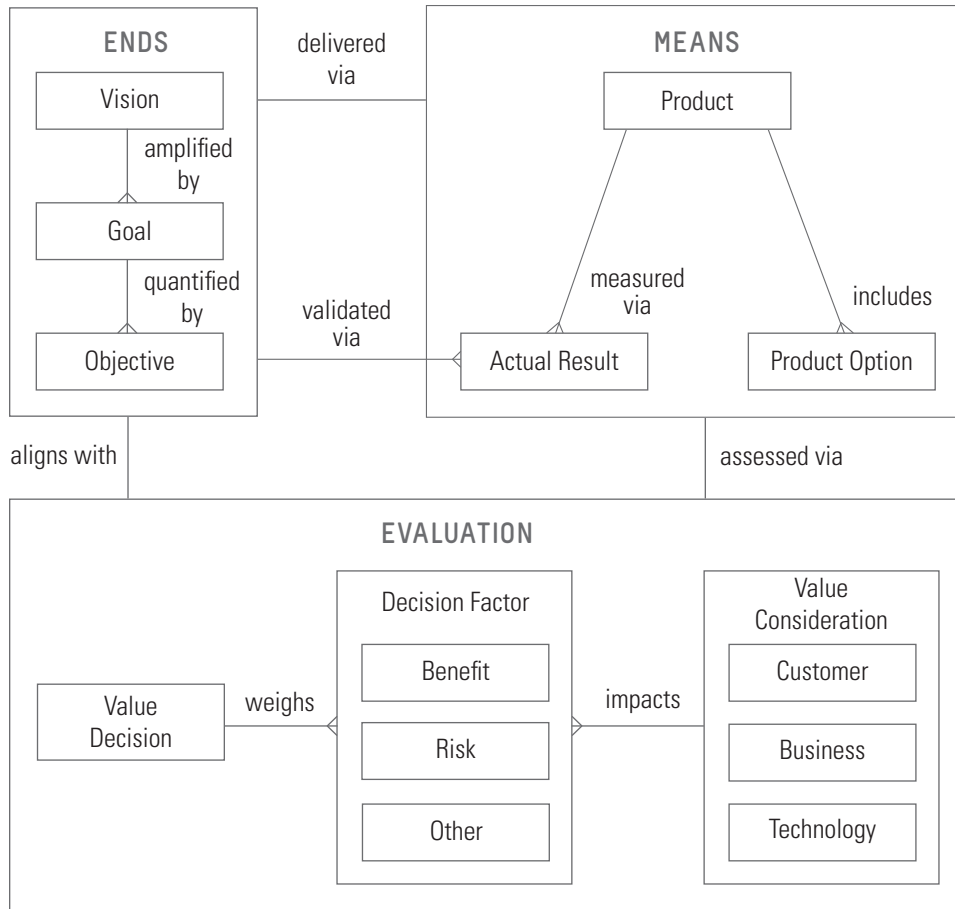 ENDS
delivered
via
MEANS
Vision
Product
amplified
by
Goal
quantified
by
measured
via
includes
validated
via
Objective
Actual Result
Product Option
aligns with
assessed via
EVALUATION
Decision Factor
Value
Consideration
Benefit
Customer
Value
Decision
weighs
impacts
Risk
Business
Other
Technology